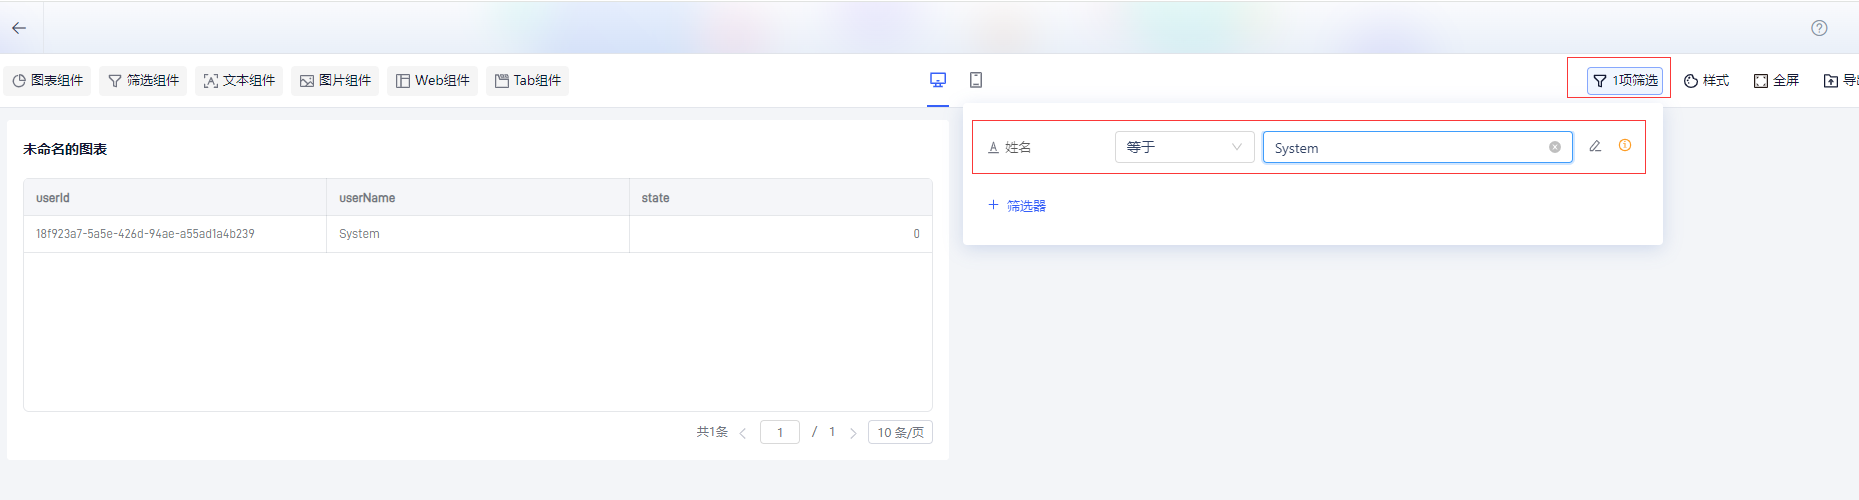 图表组件 筛选组件 文本组件 图片组件 Web组件 Tab组件 1项筛选 样式 全屏
未命名的图表
userId userName state
18f923a7-5a5e-426d-94ae-a55ad1a4b239 System 0
共1条 1 / 1 10 条/页
A 姓名 等于 System
+ 筛选器